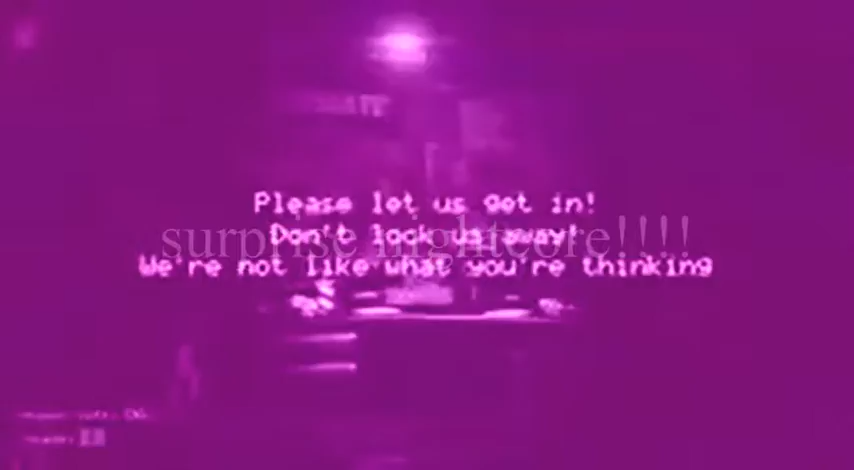 Please let us get in!
Don't lock us away!
surprise nightcore!!!!
We're not like what you're thinking